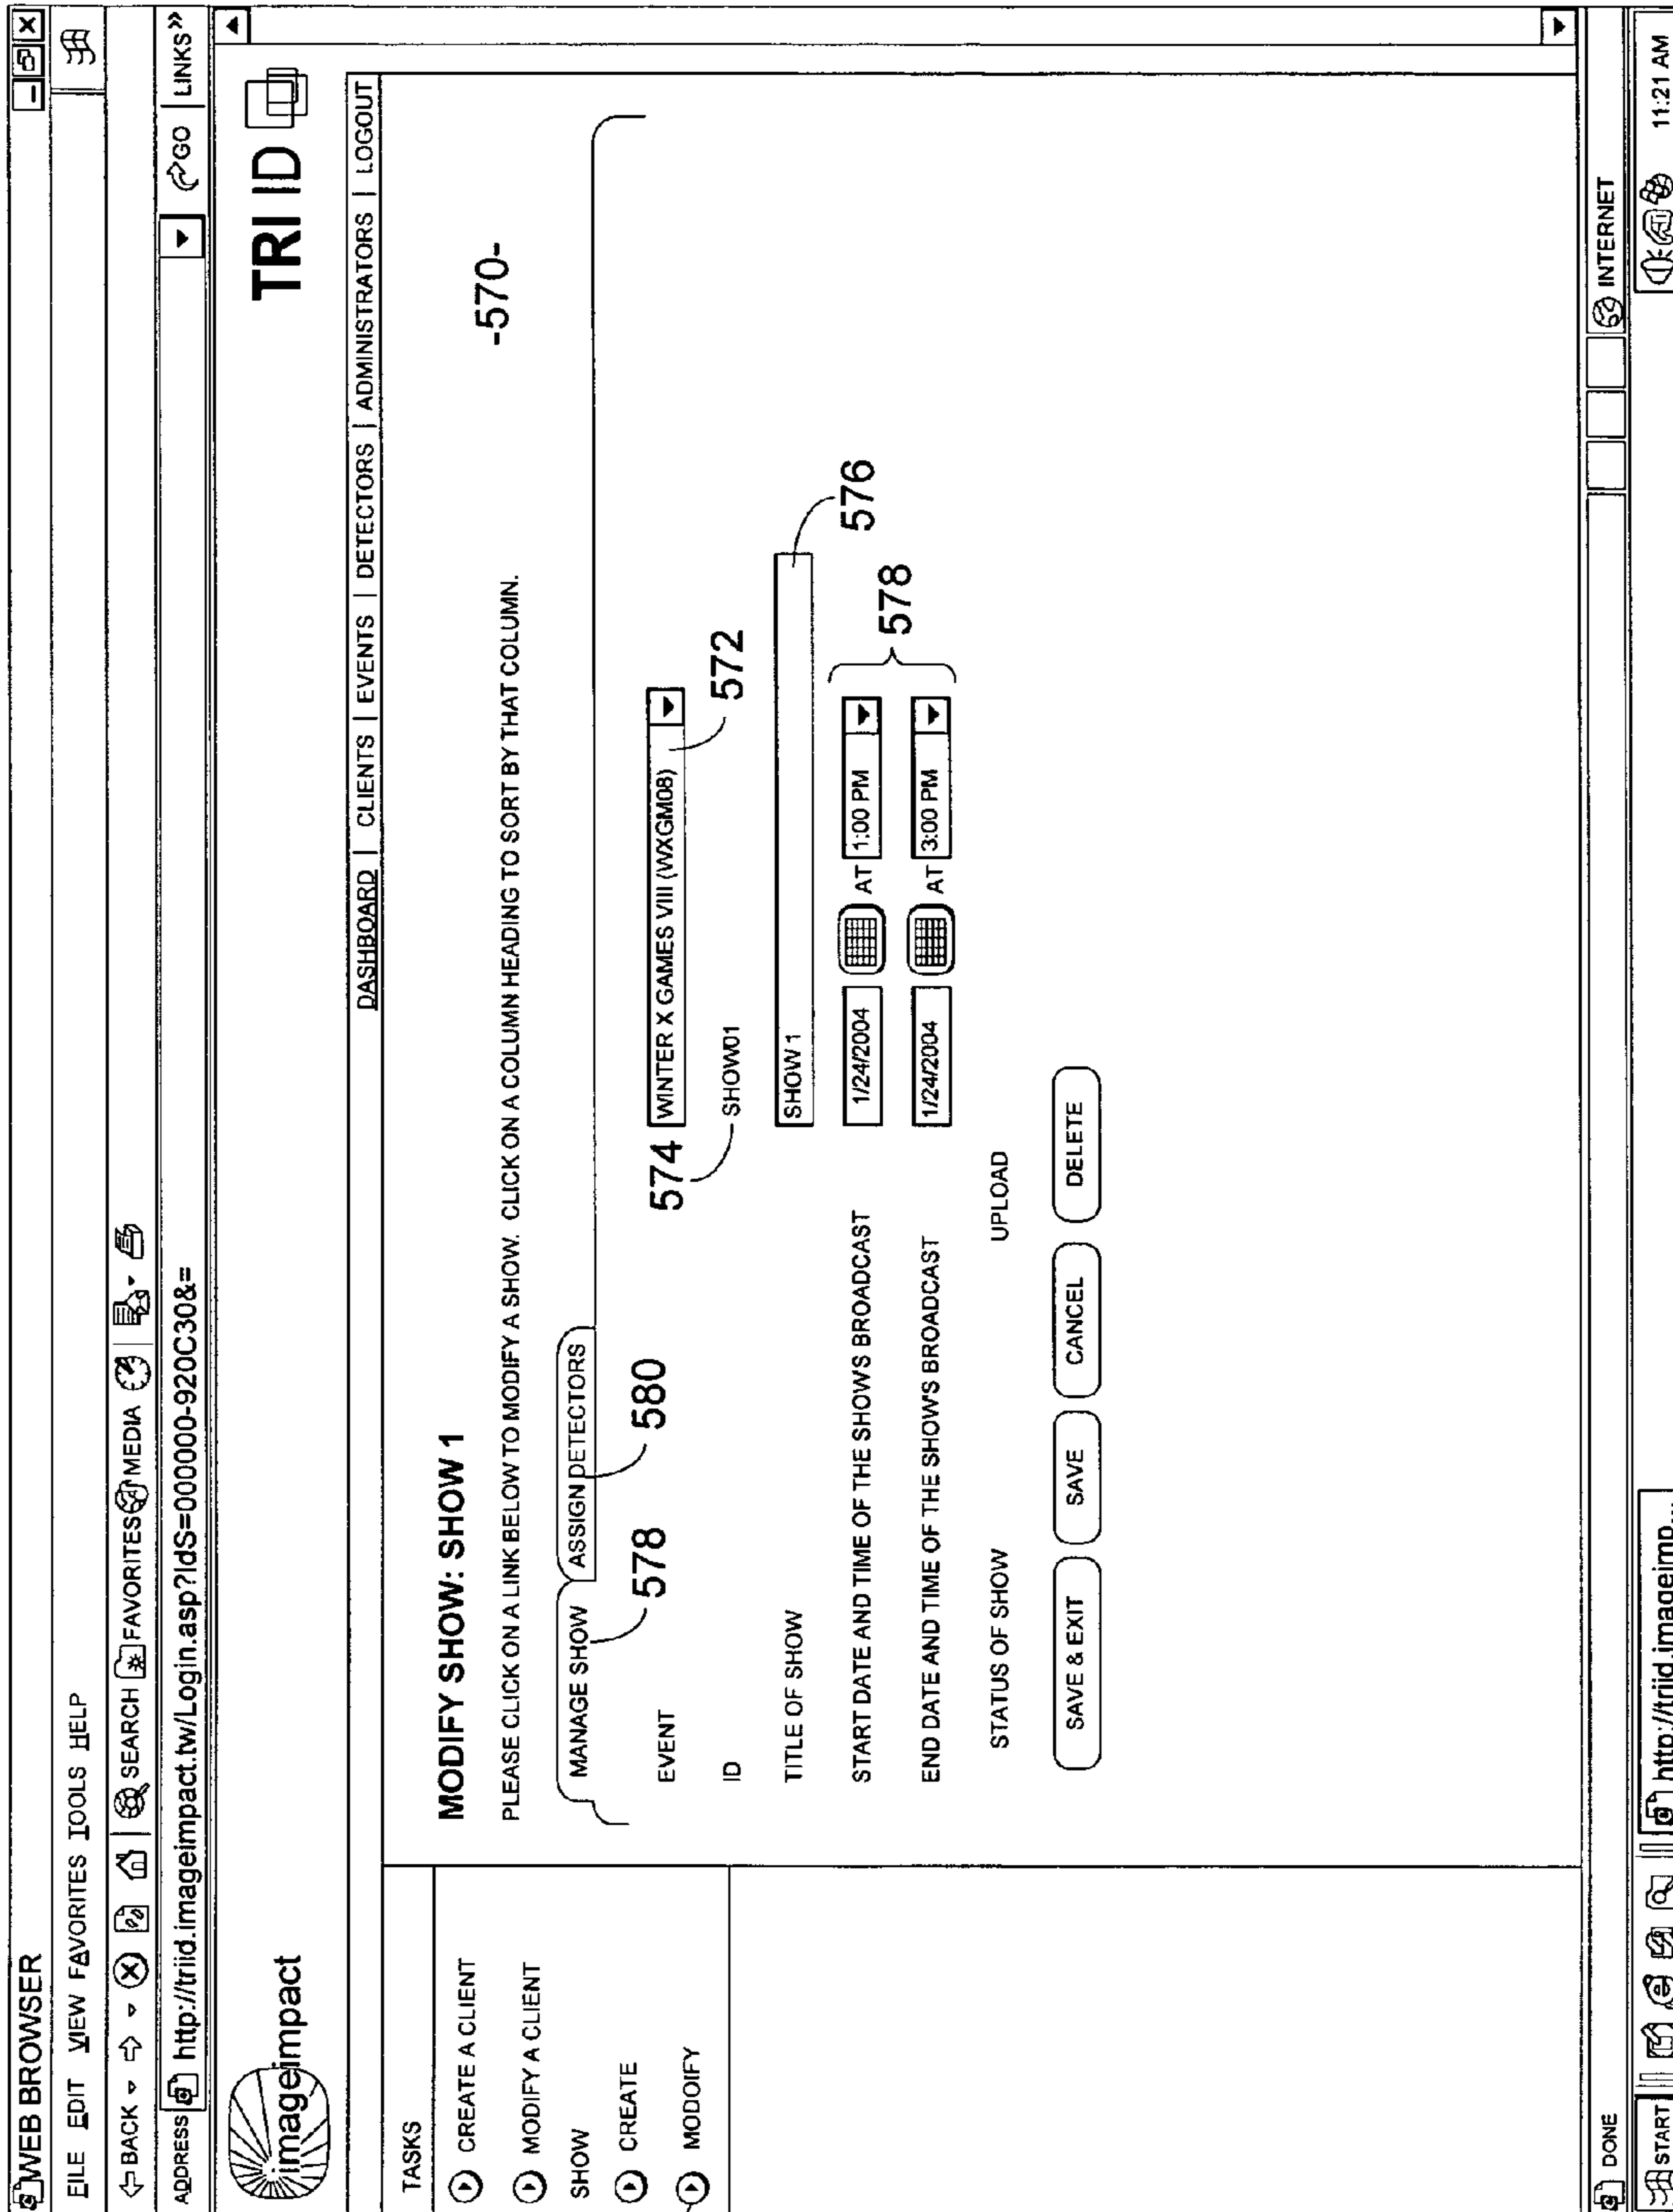 WEB BROWSER
FILE EDIT VIEW FAVORITES TOOLS HELP
BACK SEARCH FAVORITES MEDIA
ADDRESS http://triid.imageimpact.tw/Login.asp?IdS=000000-920C30&= GO LINKS»
imageimpact TRI ID
DASHBOARD | CLIENTS | EVENTS | DETECTORS | ADMINISTRATORS | LOGOUT
TASKS
CREATE A CLIENT
MODIFY A CLIENT
SHOW
CREATE
MODDIFY
MODIFY SHOW: SHOW 1
-570-
PLEASE CLICK ON A LINK BELOW TO MODIFY A SHOW. CLICK ON A COLUMN HEADING TO SORT BY THAT COLUMN.
MANAGE SHOW ASSIGN DETECTORS
578 580
EVENT 574 WINTER X GAMES VIII (WXGM08)
572
ID SHOW01
TITLE OF SHOW SHOW 1
576
START DATE AND TIME OF THE SHOWS BROADCAST 1/24/2004 AT 1:00 PM
578
END DATE AND TIME OF THE SHOWS BROADCAST 1/24/2004 AT 3:00 PM
STATUS OF SHOW UPLOAD
SAVE & EXIT SAVE CANCEL DELETE
DONE INTERNET
START http://triid.imageimp... 11:21 AM